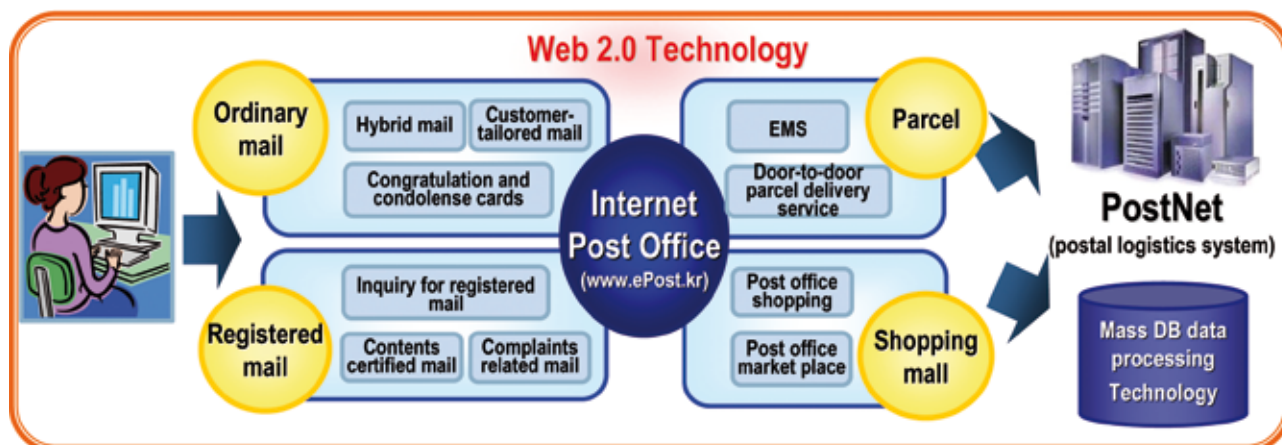 Web 2.0 Technology
Ordinary
mail
Hybrid mail
Customer-
tailored mail
Congratulation and
condolense cards
Registered
mail
Inquiry for registered
mail
Contents
certified mail
Complaints
related mail
Internet
Post Office
(www.ePost.kr)
EMS
Door-to-door
parcel delivery
service
Parcel
Post office
shopping
Post office
market place
Shopping
mall
PostNet
(postal logistics system)
Mass DB data
processing
Technology